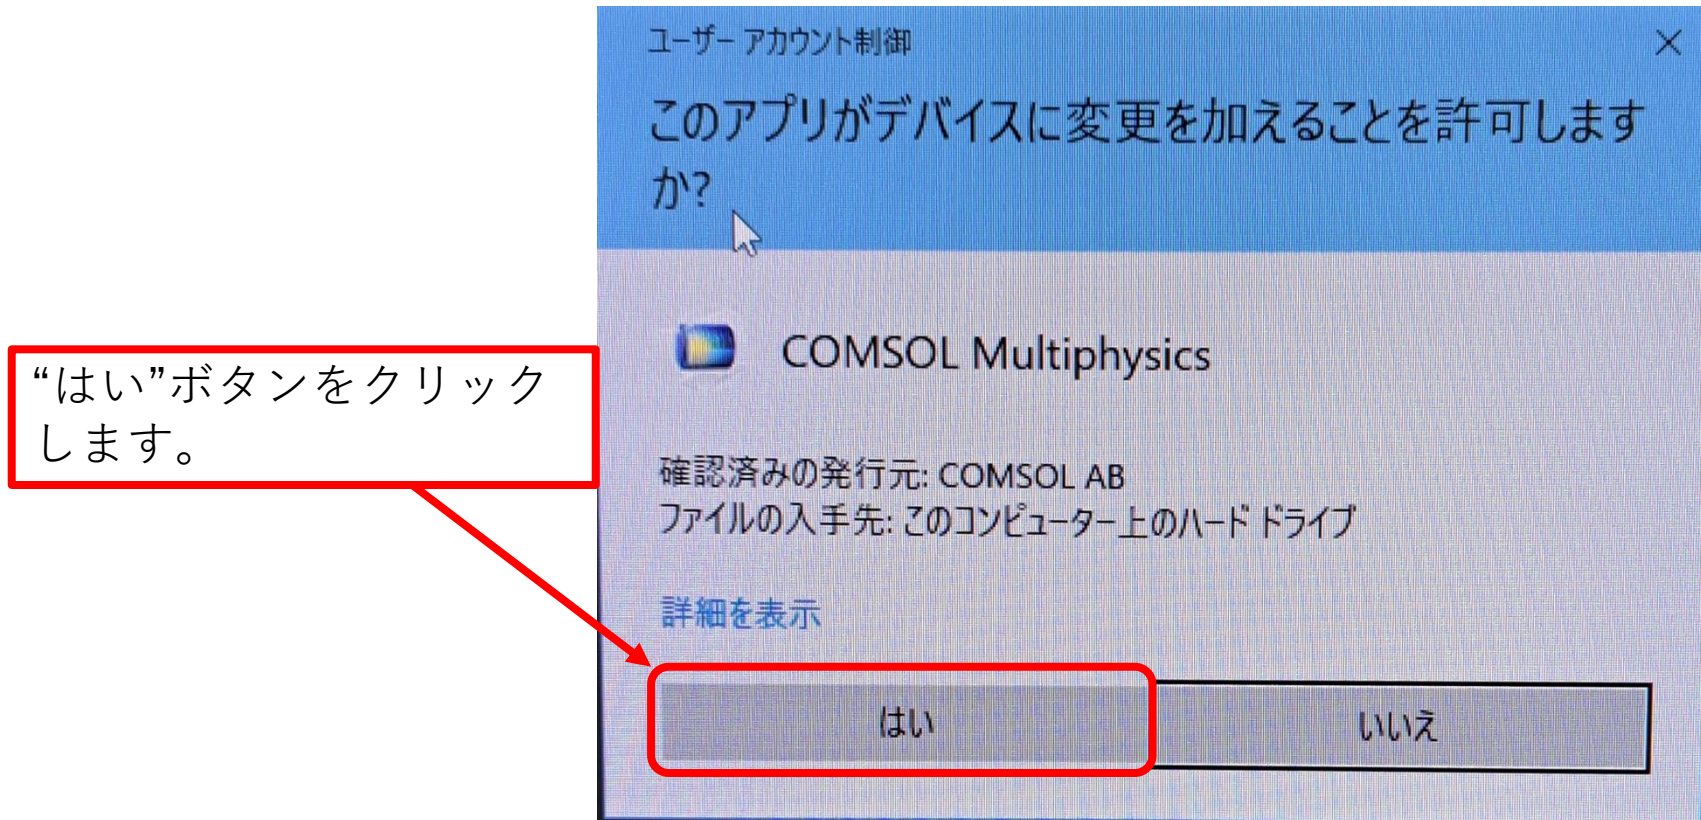 ユーザー アカウント制御
このアプリがデバイスに変更を加えることを許可します
か?
COMSOL Multiphysics
“はい”ボタンをクリック
します。
確認済みの発行元: COMSOL AB
ファイルの入手先: このコンピューター上のハード ドライブ
詳細を表示
はい
いいえ